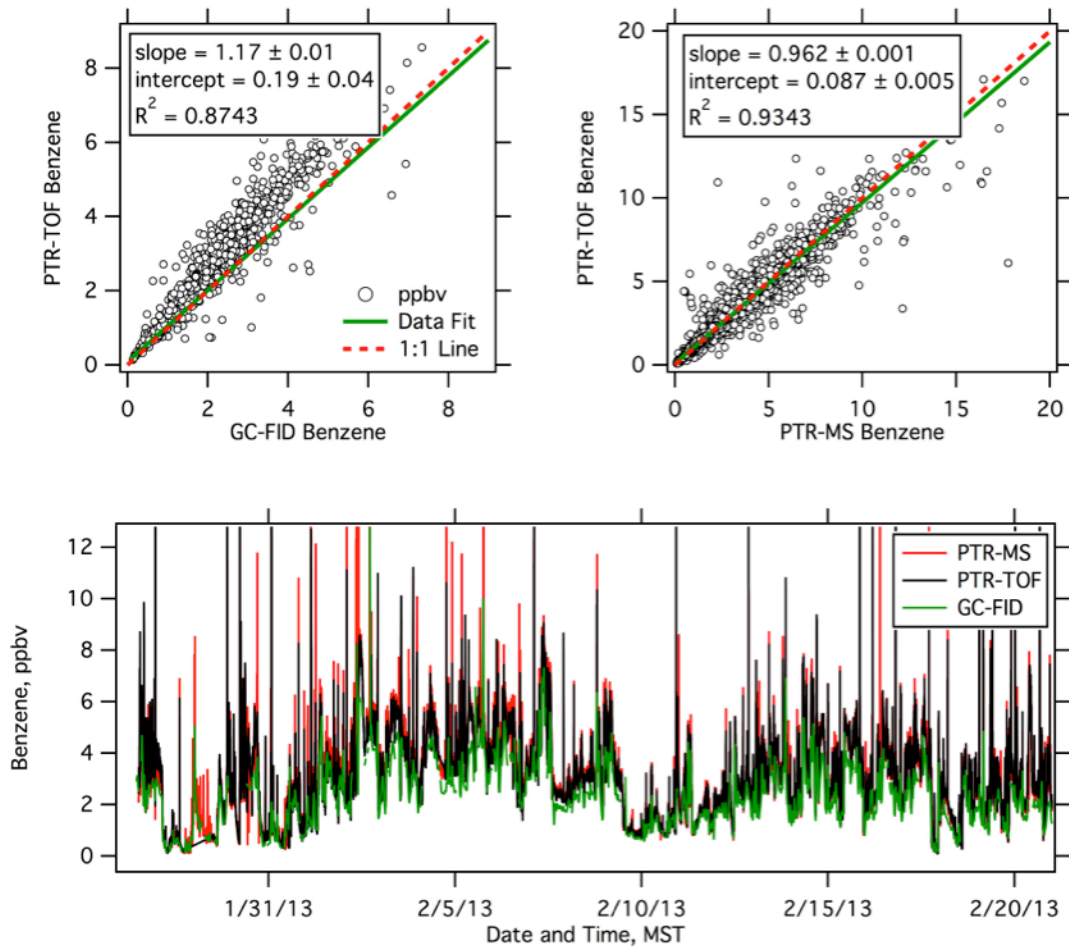 slope = 1.17 ± 0.01
intercept = 0.19 ± 0.04
R² = 0.8743
8
6
4
2
0
PTR-TOF Benzene
ppbv
Data Fit
1:1 Line
0 2 4 6 8
GC-FID Benzene
slope = 0.962 ± 0.001
intercept = 0.087 ± 0.005
R² = 0.9343
20
15
10
5
0
PTR-TOF Benzene
0 5 10 15 20
PTR-MS Benzene
12
10
8
6
4
2
0
Benzene, ppbv
PTR-MS
PTR-TOF
GC-FID
1/31/13 2/5/13 2/10/13 2/15/13 2/20/13
Date and Time, MST